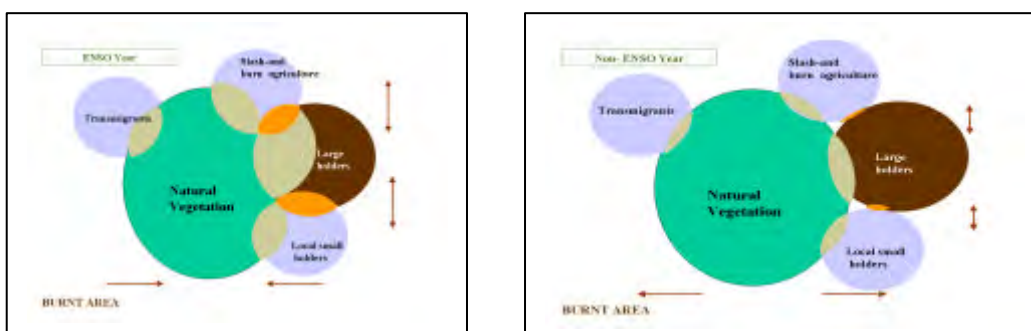 ENSO Year
Slash-and
burn agriculture
Transmigrants
Large
holders
Natural
Vegetation
Local small
holders
BURNT AREA
Non- ENSO Year
Slash-and
burn agriculture
Transmigrants
Large
holders
Natural
Vegetation
Local small
holders
BURNT AREA